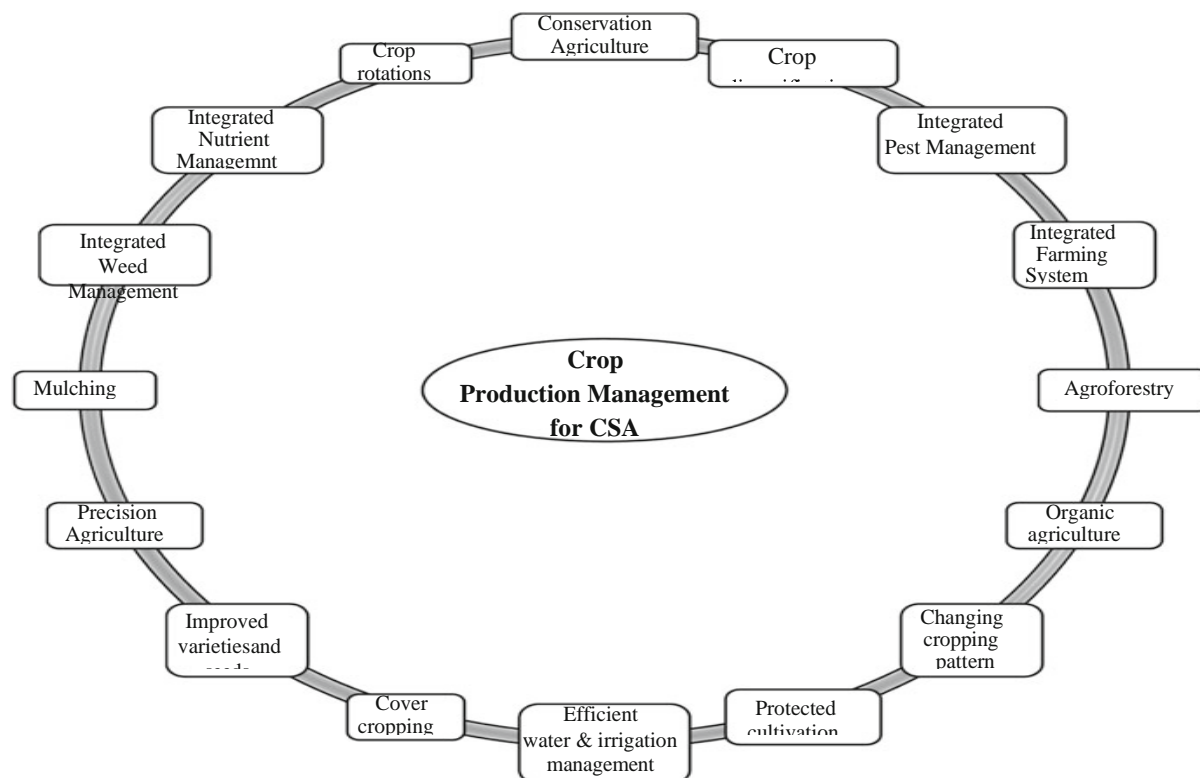 Conservation
Agriculture
Crop
Integrated
Pest Management
Integrated
Farming
System
Agroforestry
Organic
agriculture
Changing
cropping
pattern
Protected
cultivation
Efficient
water & irrigation
management
Cover
cropping
Improved
varietiesand
Precision
Agriculture
Mulching
Integrated
Weed
Management
Integrated
Nutrient
Managemnt
Crop
rotations
Crop
Production Management
for CSA